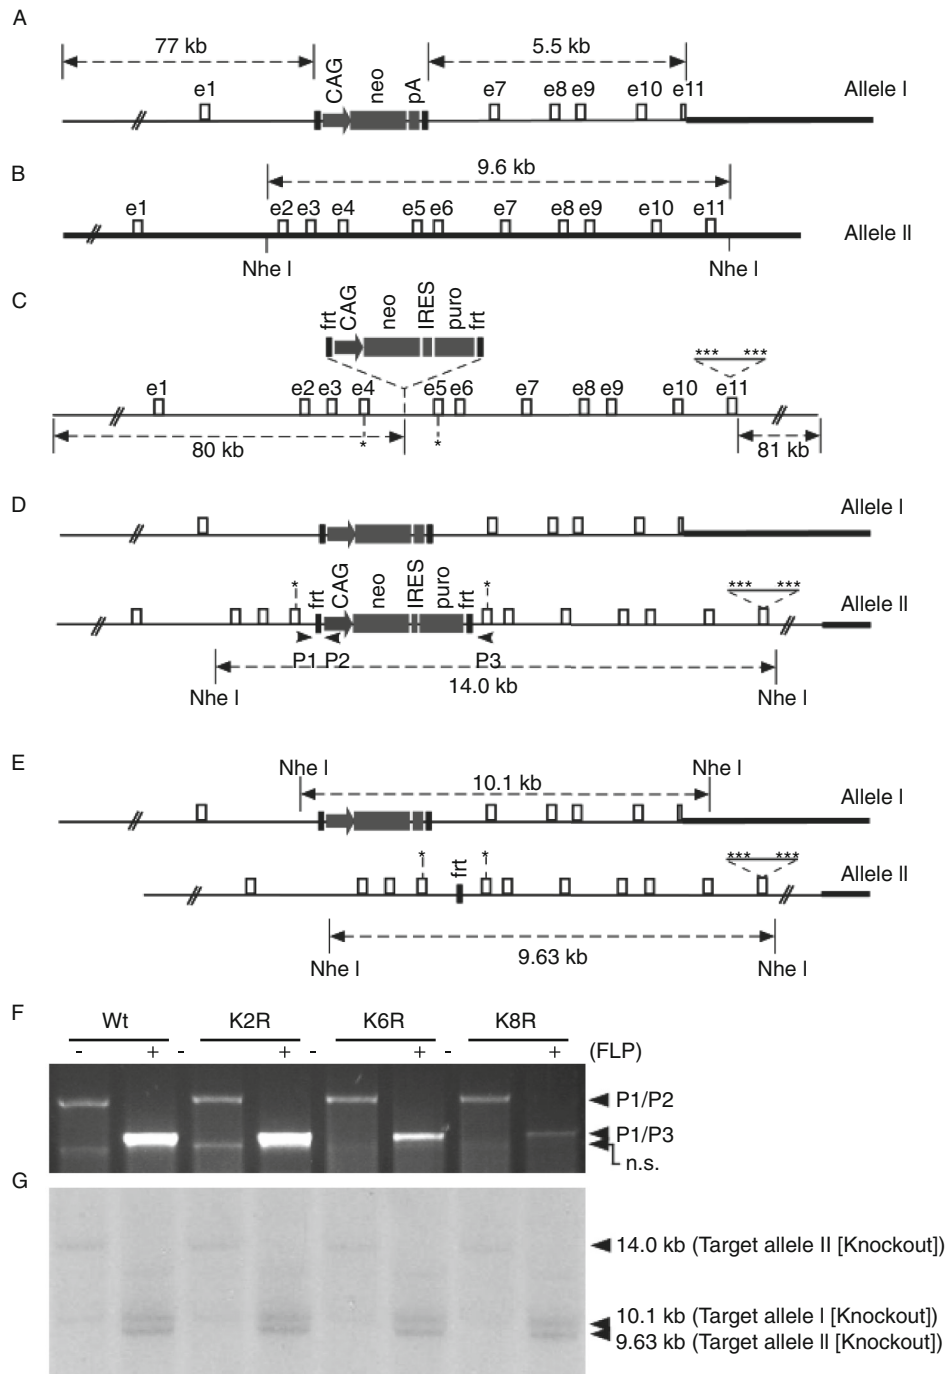 A
77 kb
CAG
neo
pA
5.5 kb
e1
e7
e8
e9
e10
e11
Allele I
B
9.6 kb
e1
e2
e3
e4
e5
e6
e7
e8
e9
e10
e11
Allele II
Nhe I
Nhe I
C
frt
CAG
neo
IRES
puro
frt
***
***
e1
e2
e3
e4
e5
e6
e7
e8
e9
e10
e11
*
*
80 kb
81 kb
D
Allele I
*
frt
CAG
neo
IRES
puro
frt
*
***
***
Allele II
P1
P2
P3
14.0 kb
Nhe I
Nhe I
E
Nhe I
10.1 kb
Nhe I
Allele I
*
frt
*
***
***
Allele II
9.63 kb
Nhe I
Nhe I
F
Wt
K2R
K6R
K8R
- + - + - + - + (FLP)
P1/P2
P1/P3
n.s.
G
14.0 kb (Target allele II [Knockout])
10.1 kb (Target allele I [Knockout])
9.63 kb (Target allele II [Knockout])